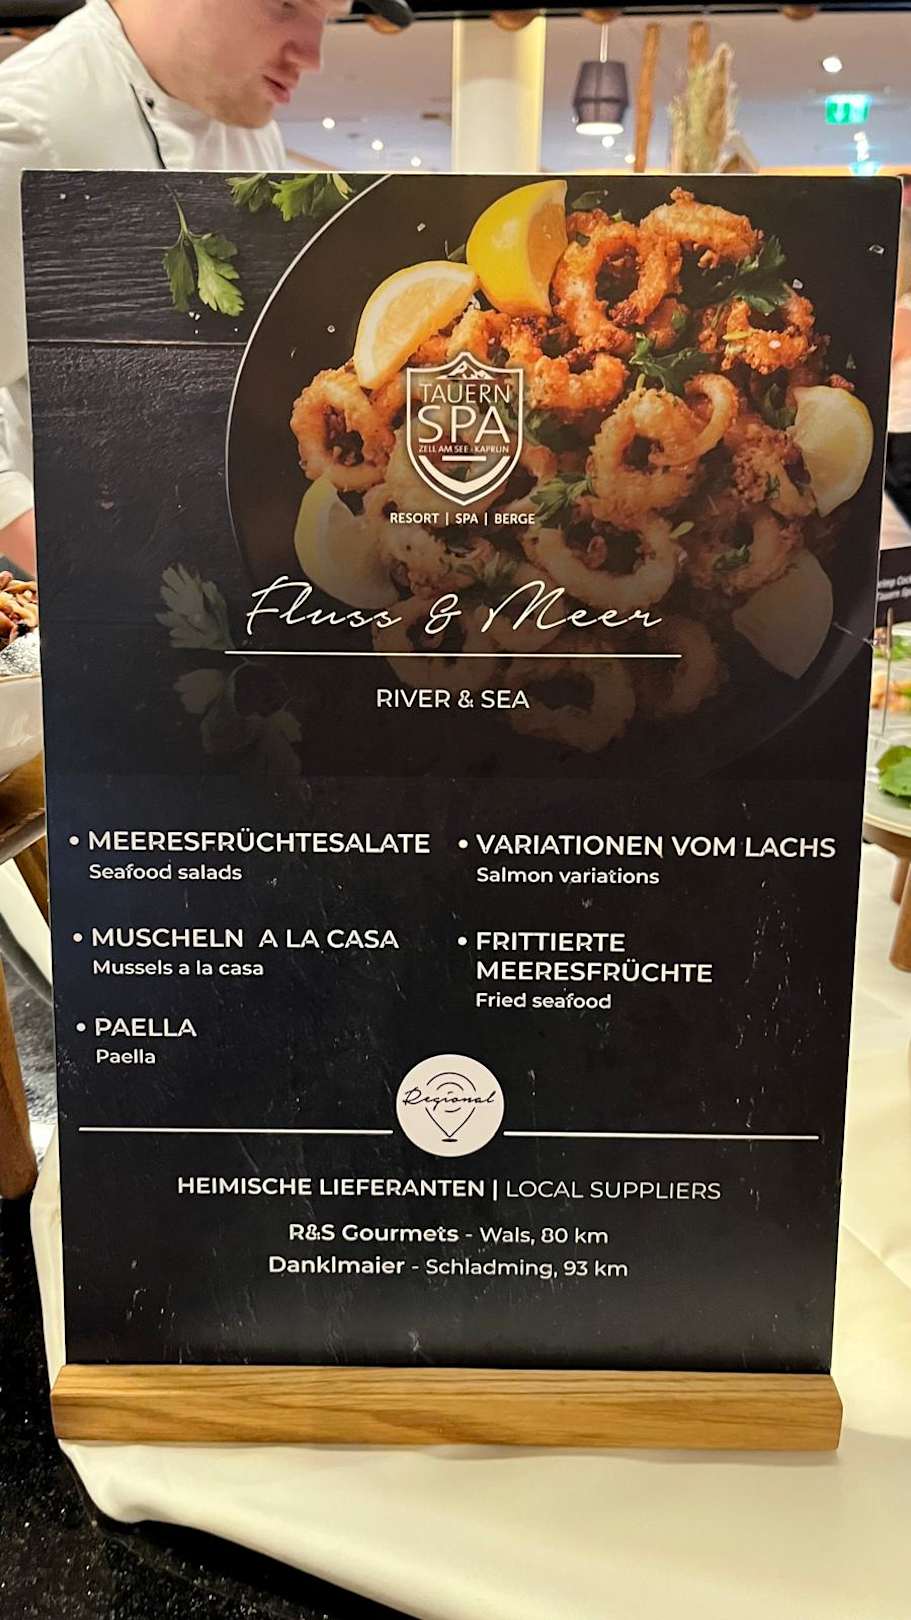 TAUERN
SPA
ZELL AM SEE - KAPRUN
RESORT | SPA | BERGE
Fluss & Meer
RIVER & SEA
• MEERESFRÜCHTESALATE
Seafood salads
• MUSCHELN A LA CASA
Mussels a la casa
• PAELLA
Paella
• VARIATIONEN VOM LACHS
Salmon variations
• FRITTIERTE
MEERESFRÜCHTE
Fried seafood
Regional
HEIMISCHE LIEFERANTEN | LOCAL SUPPLIERS
R&S Gourmets - Wals, 80 km
Danklmaier - Schladming, 93 km